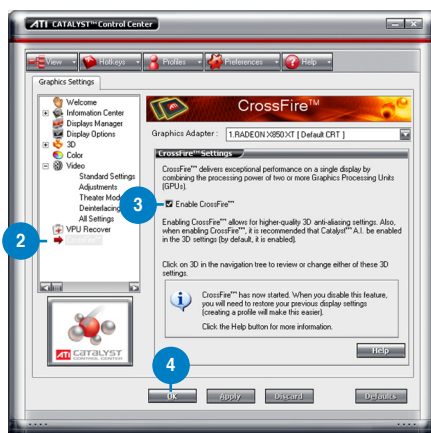 ATI CATALYST™ Control Center
View
Hotkeys
Profiles
Preferences
Help
Graphics Settings
Welcome
Information Center
Displays Manager
Display Options
3D
Color
Video
Standard Settings
Adjustments
Theater Mod
Deinterlacing
All Settings
VPU Recover
2
CrossFire™
Graphics Adapter :
1.RADEON X850 XT [ Default CRT ]
CrossFire™ Settings
CrossFire™ delivers exceptional performance on a single display by
combining the processing power of two or more Graphics Processing Units
(GPUs).
3
Enable CrossFire™
Enabling CrossFire™ allows for higher-quality 3D anti-aliasing settings. Also,
when enabling CrossFire™, it is recommended that Catalyst™ A.I. be enabled
in the 3D settings (by default, it is enabled).
Click on 3D in the navigation tree to review or change either of these 3D
settings.
CrossFire™ has now started. When you disable this feature,
you will need to restore your previous display settings
(creating a profile will make this easier).
Click the Help button for more information.
Help
ATI CATALYST
CONTROL CENTER
4
OK
Apply
Discard
Defaults